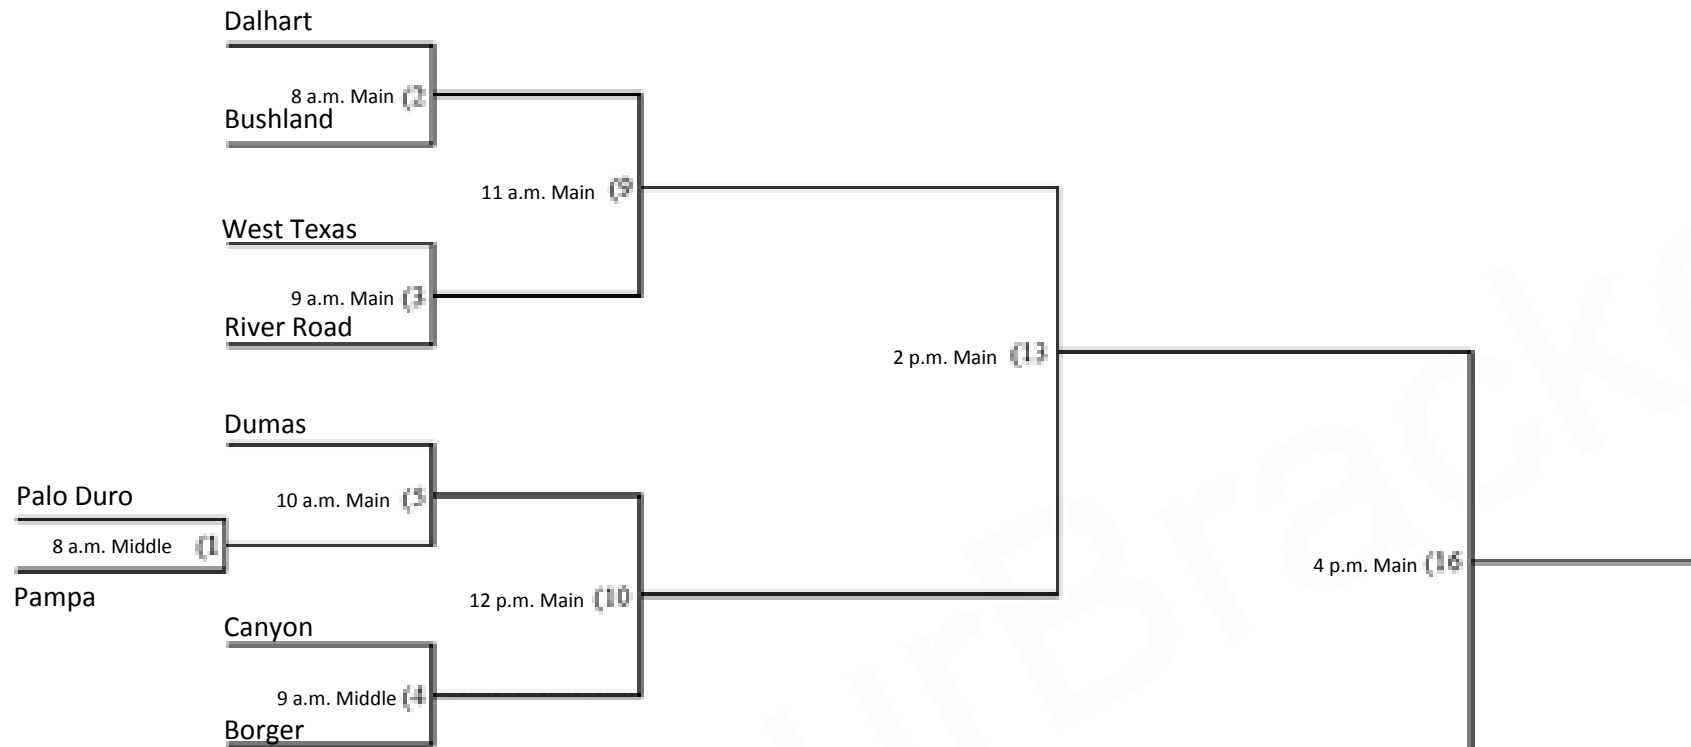 Dalhart
8 a.m. Main (2
Bushland
11 a.m. Main (9
West Texas
9 a.m. Main (3
River Road
2 p.m. Main (13
Dumas
10 a.m. Main (5
Palo Duro
8 a.m. Middle (1
Pampa
12 p.m. Main (10
4 p.m. Main (16
Canyon
9 a.m. Middle (4
Borger
urBracke